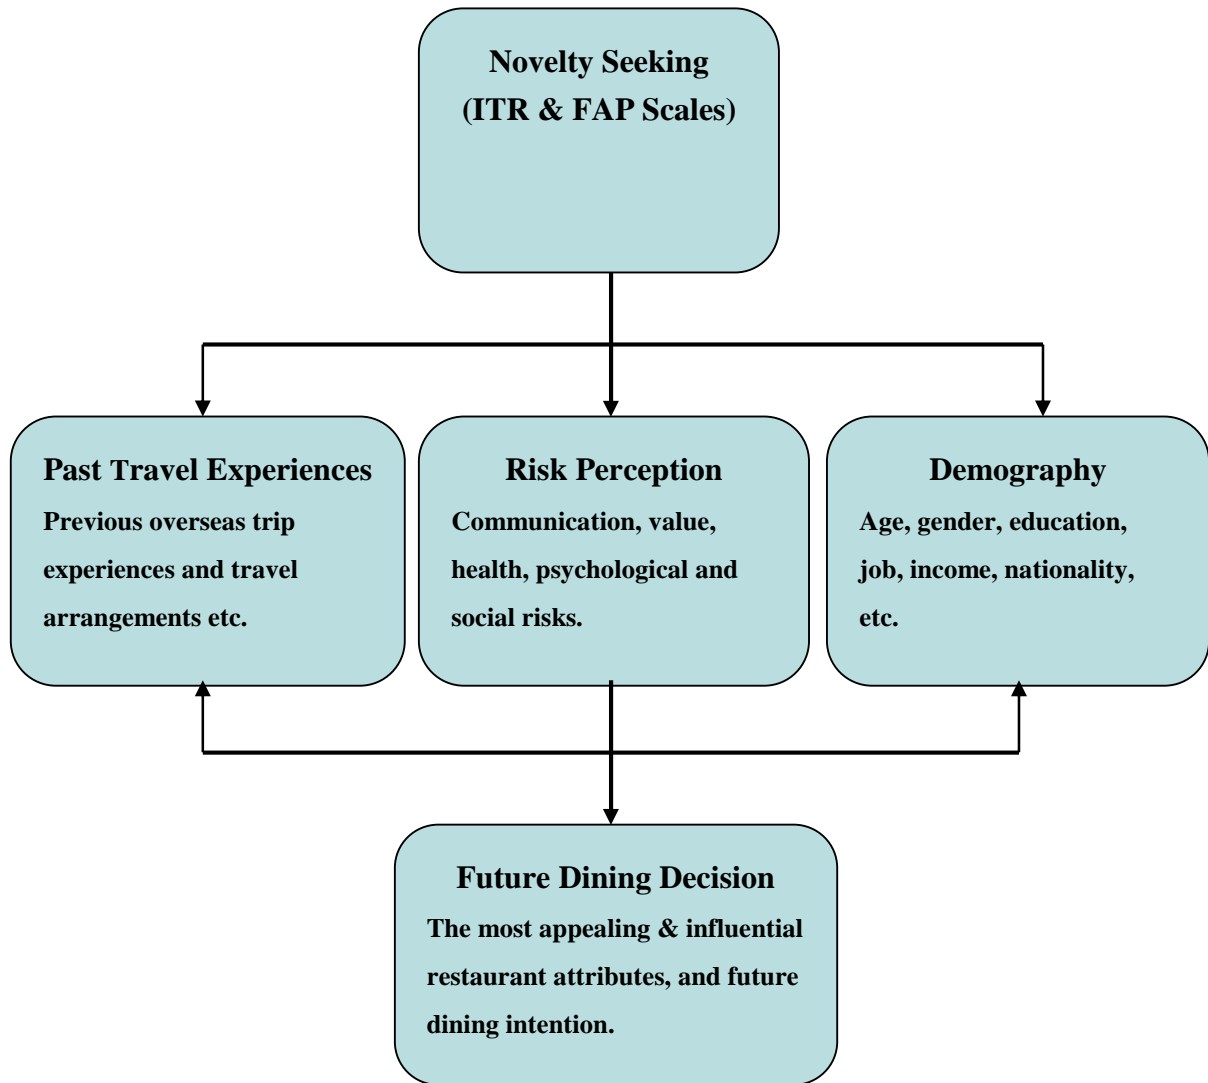 Novelty Seeking
(ITR & FAP Scales)
Past Travel Experiences
Previous overseas trip
experiences and travel
arrangements etc.
Risk Perception
Communication, value,
health, psychological and
social risks.
Demography
Age, gender, education,
job, income, nationality,
etc.
Future Dining Decision
The most appealing & influential
restaurant attributes, and future
dining intention.